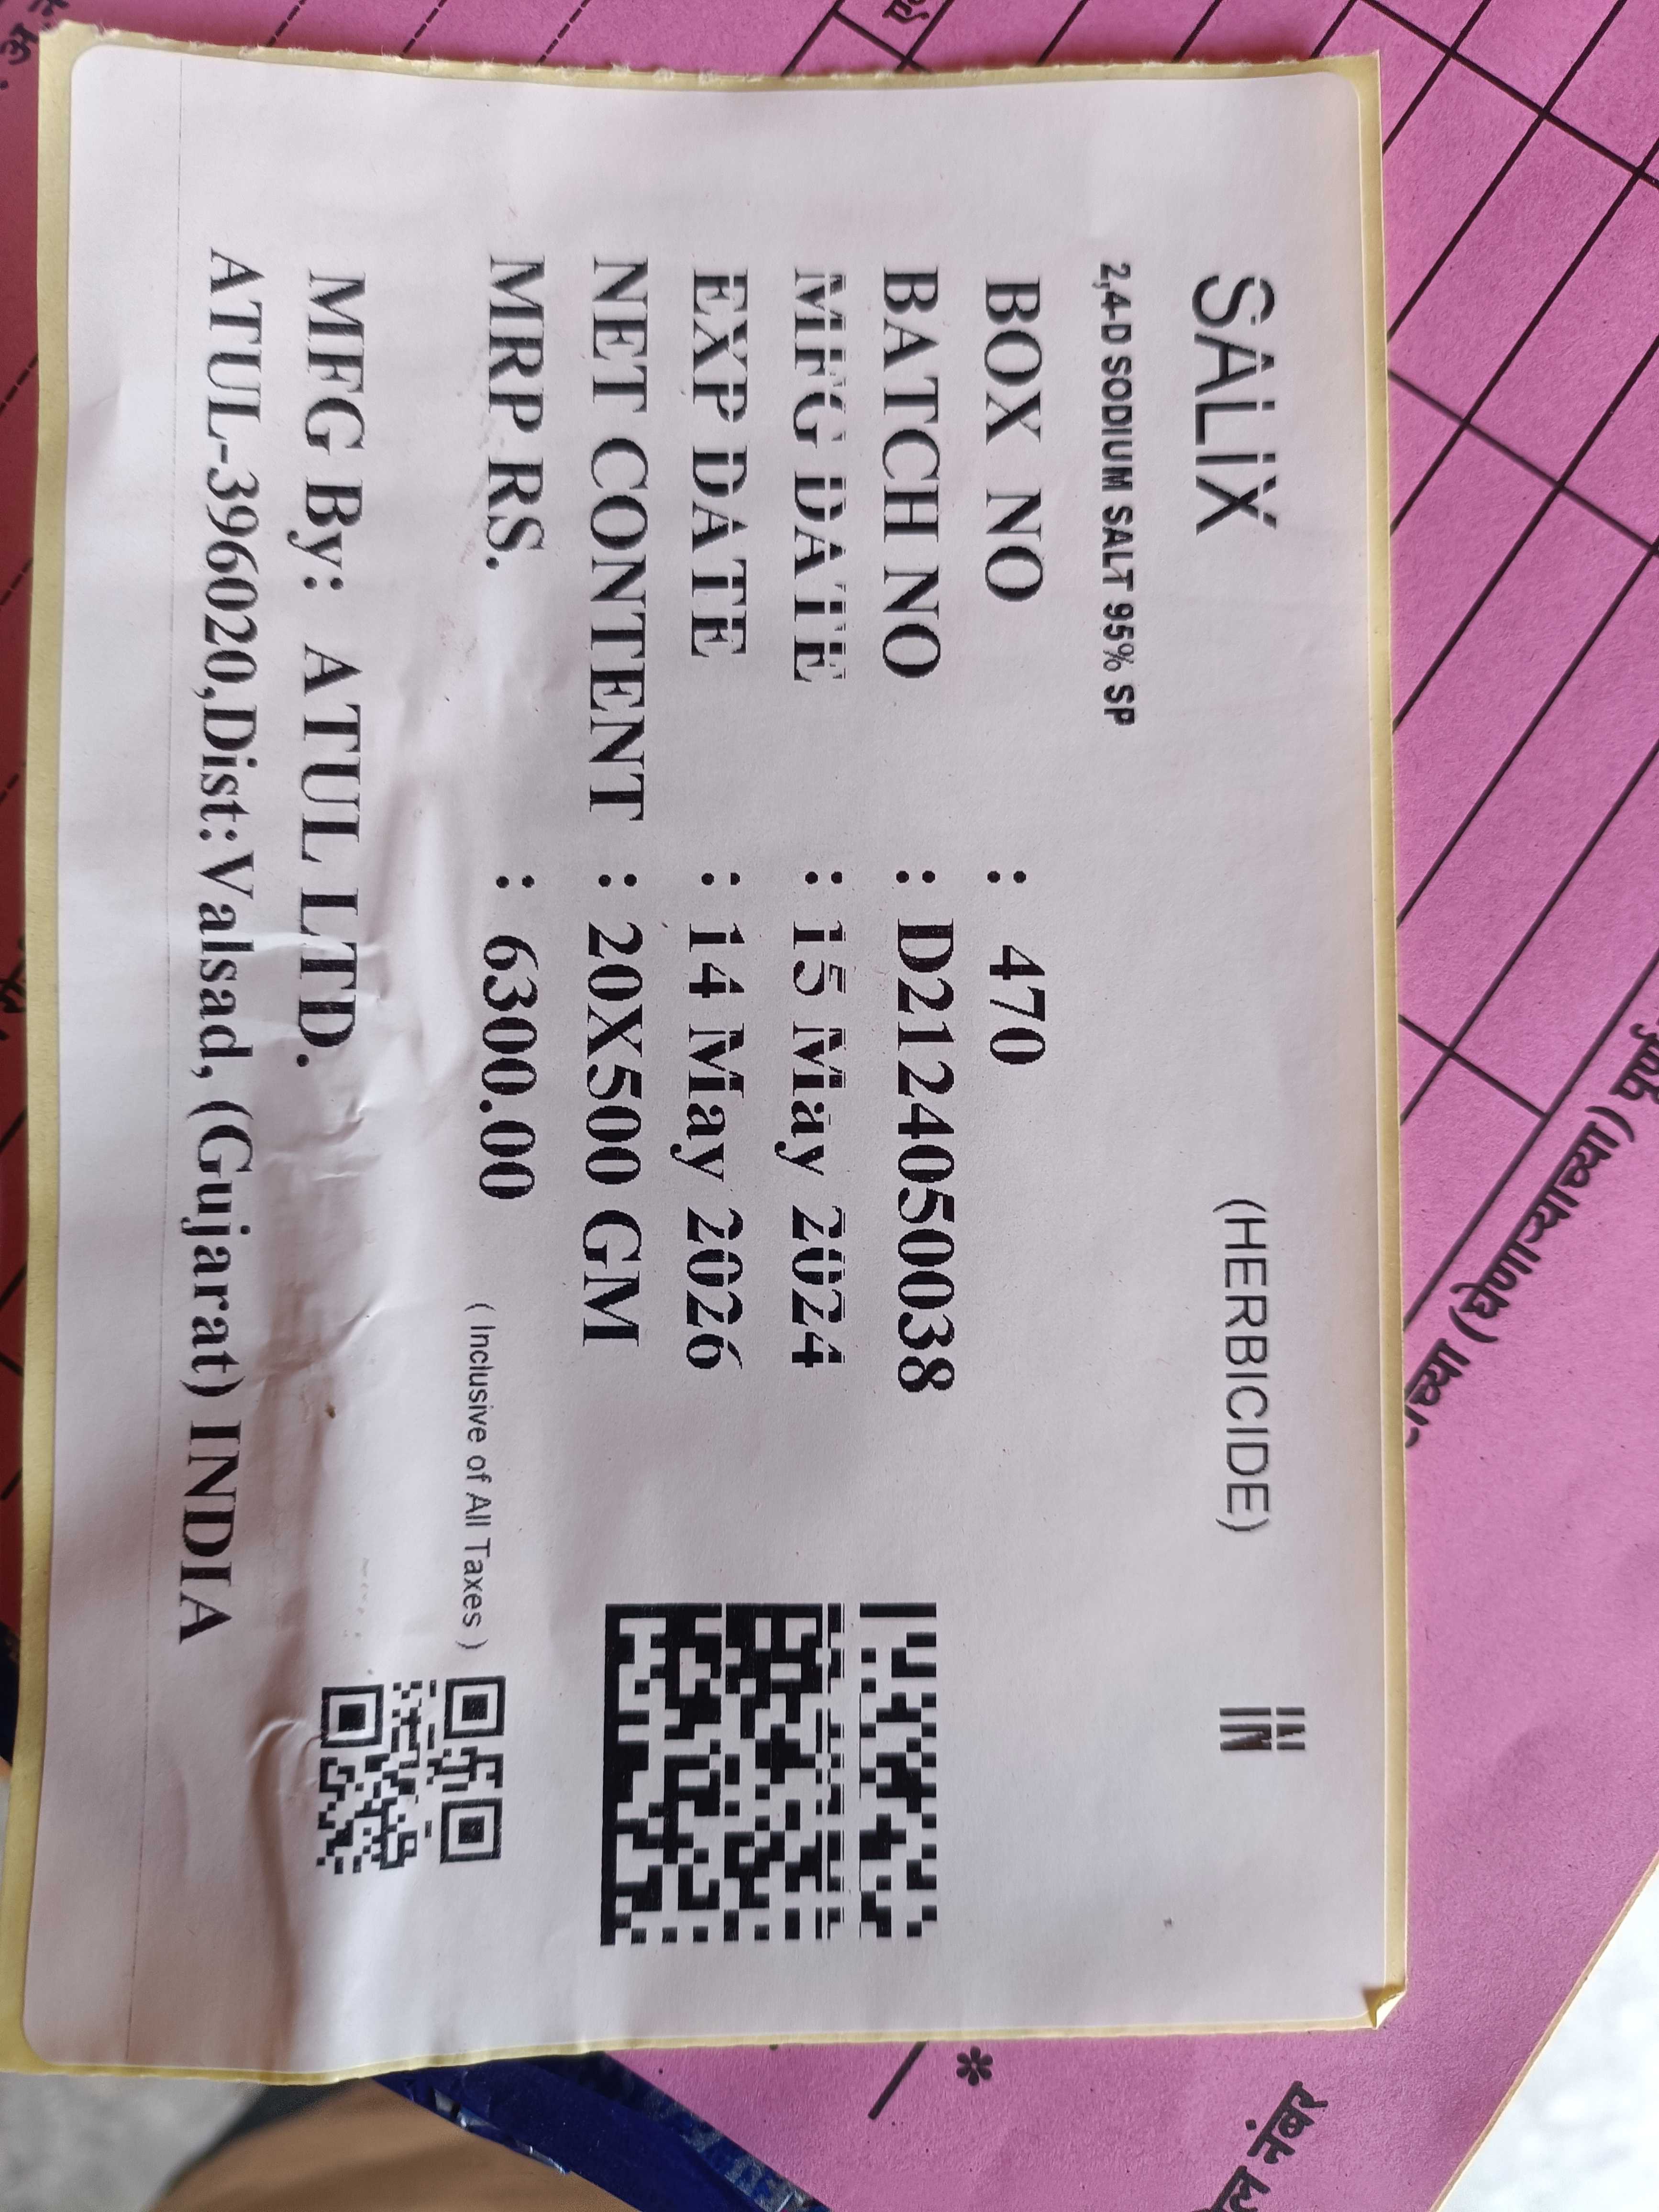 SALIX (HERBICIDE) IN
2,4-D SODIUM SALT 95% SP
BOX NO : 470
BATCH NO : D2124050038
MFG DATE : 15 May 2024
EXP DATE : 14 May 2026
NET CONTENT : 20X500 GM
MRP RS. : 6300.00 ( Inclusive of All Taxes )
MFG By: ATUL LTD.
ATUL-396020,Dist:Valsad, (Gujarat) INDIA
(घेणाऱ्याच्या)
नंबर
*